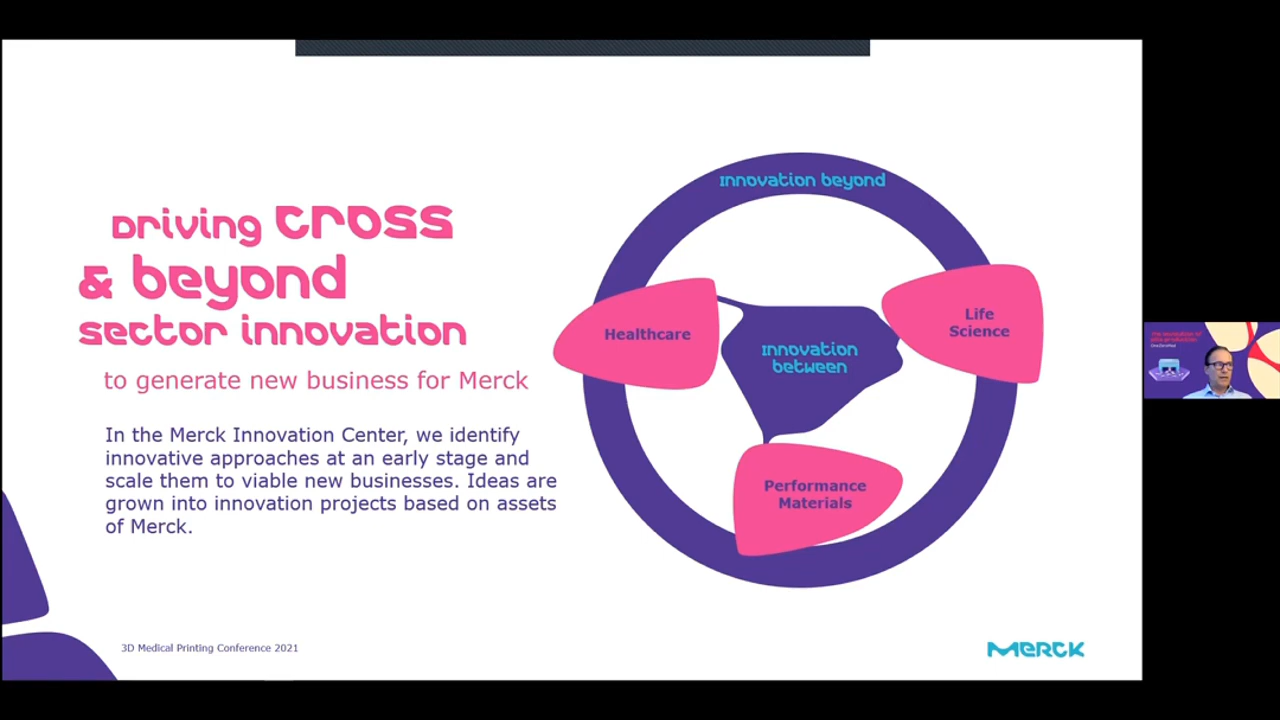 Driving cross
& beyond
sector innovation
to generate new business for Merck
In the Merck Innovation Center, we identify
innovative approaches at an early stage and
scale them to viable new businesses. Ideas are
grown into innovation projects based on assets
of Merck.
Innovation beyond
Healthcare
Life
Science
Innovation
between
Performance
Materials
3D Medical Printing Conference 2021
MERCK